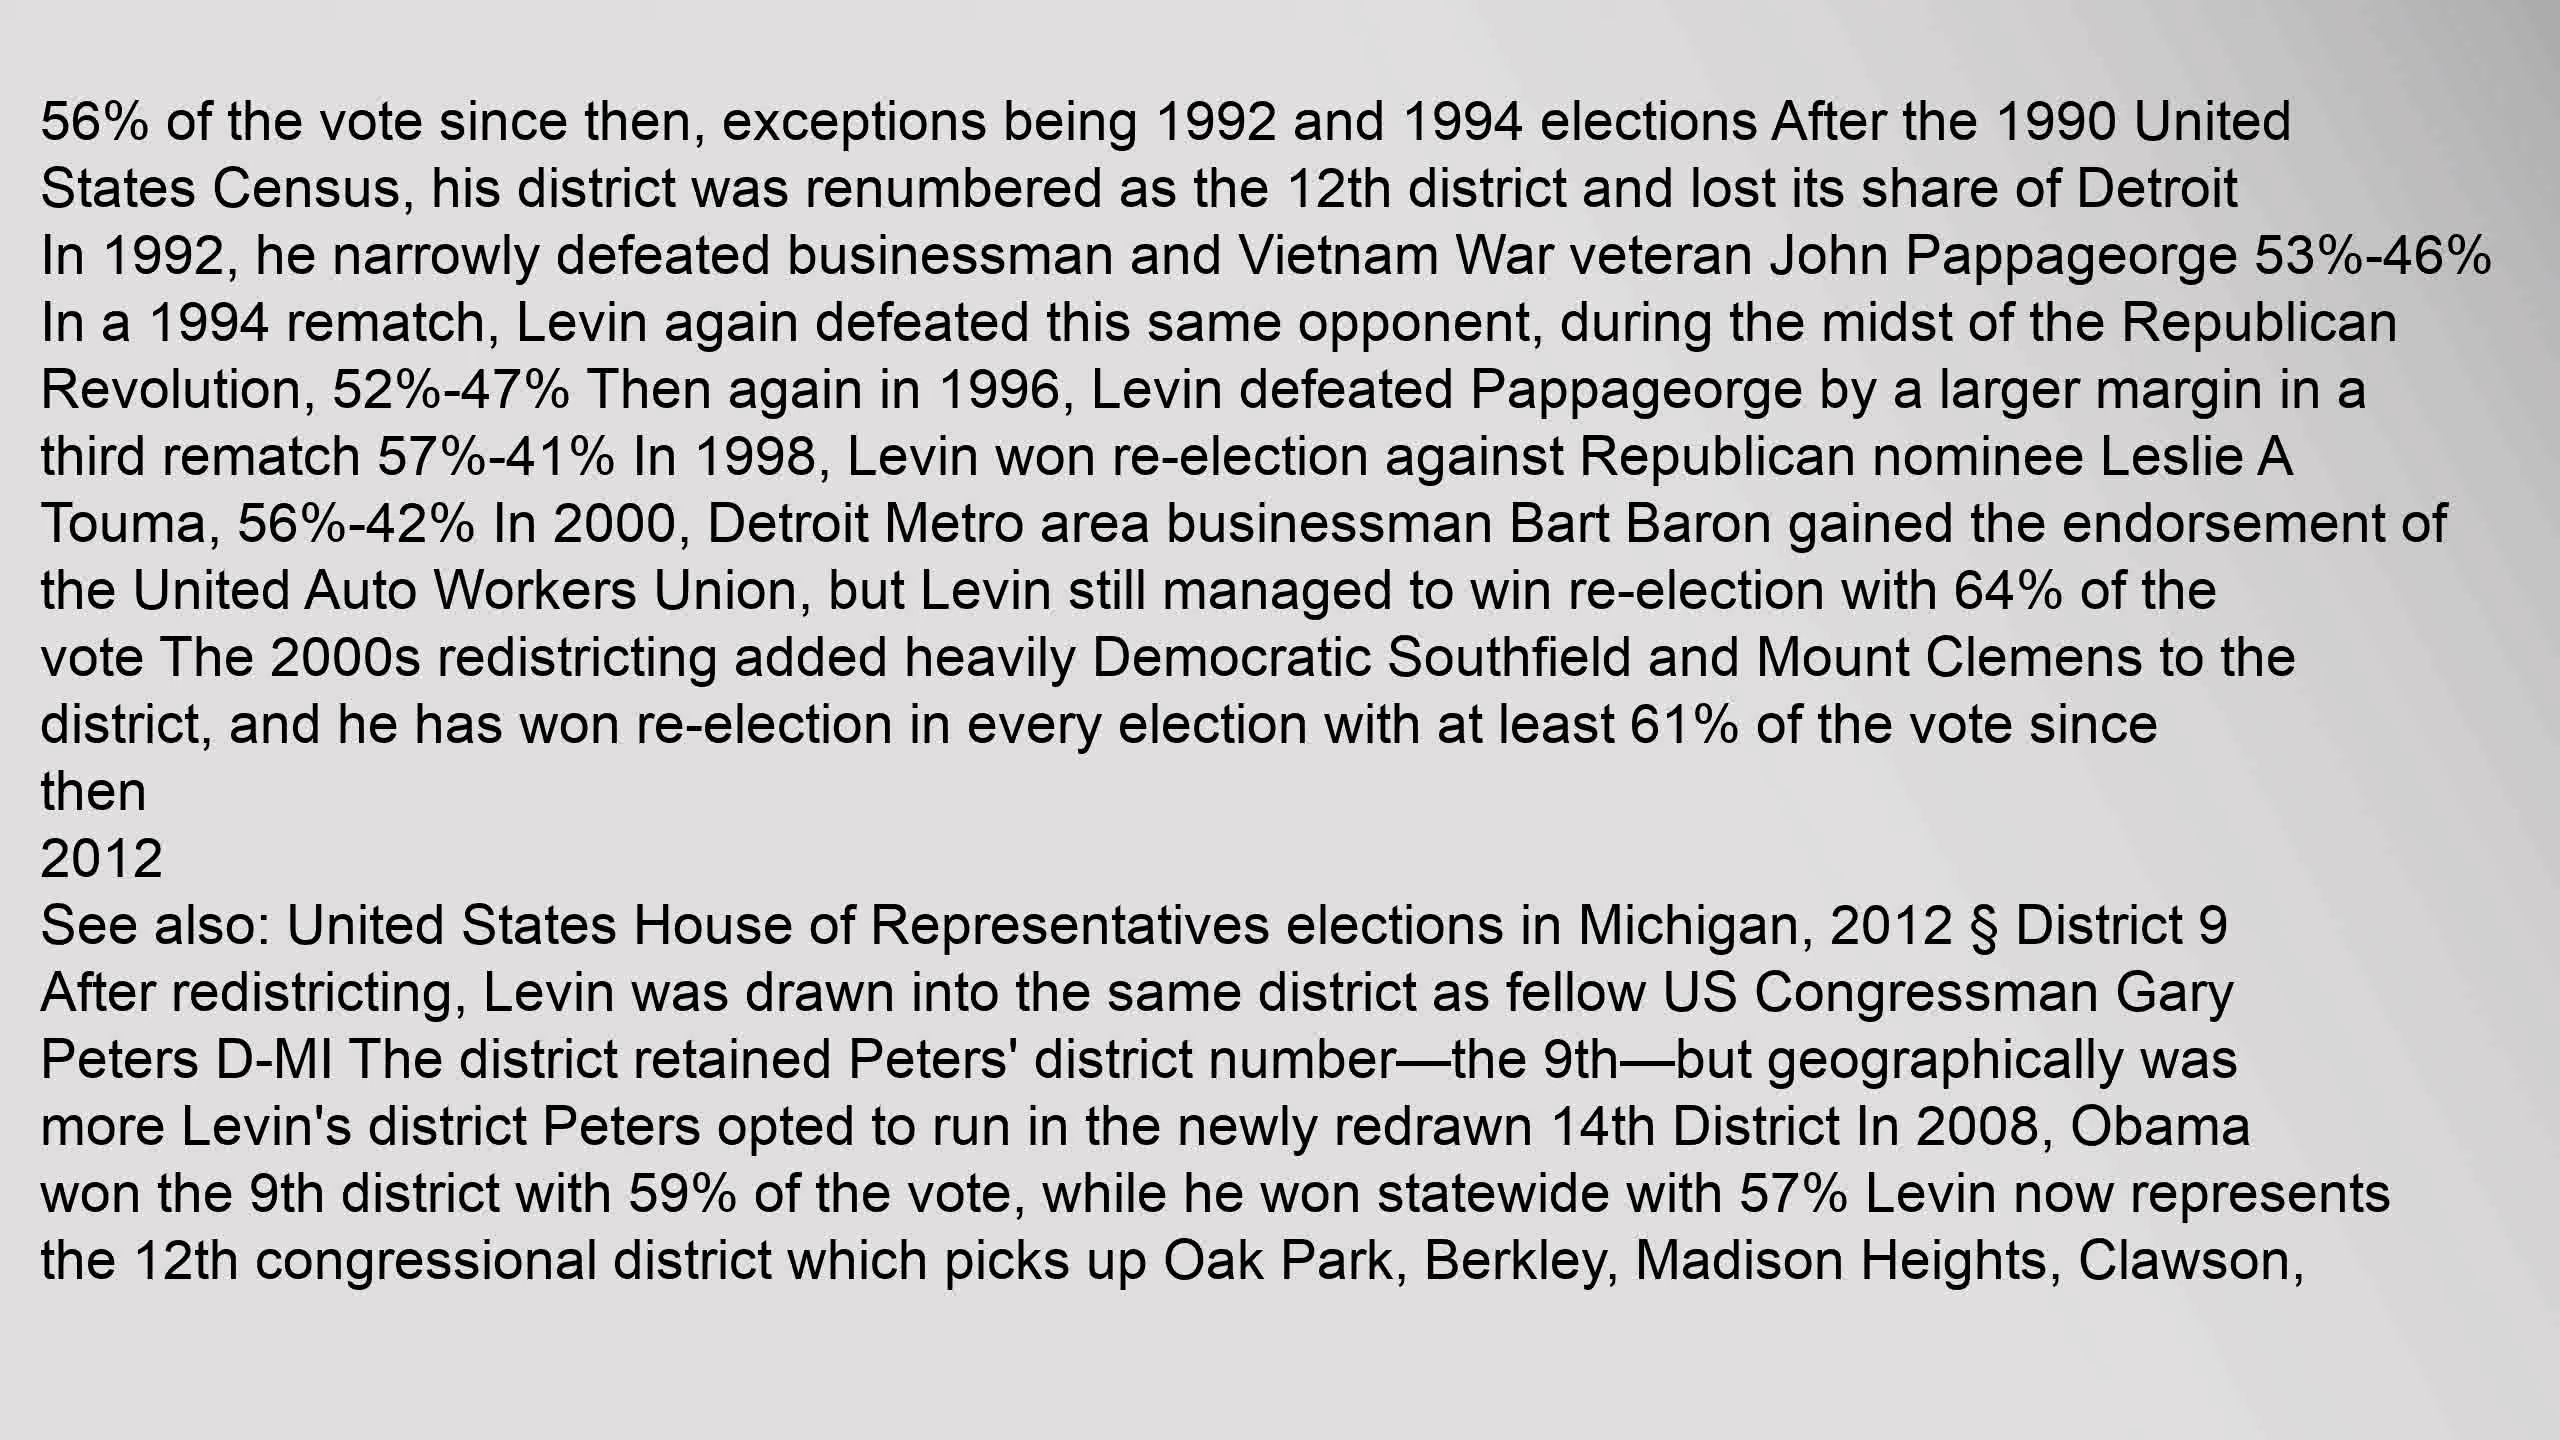 56% of the vote since then, exceptions being 1992 and 1994 elections After the 1990 United
States Census, his district was renumbered as the 12th district and lost its share of Detroit
In 1992, he narrowly defeated businessman and Vietnam War veteran John Pappageorge 53%-46%
In a 1994 rematch, Levin again defeated this same opponent, during the midst of the Republican
Revolution, 52%-47% Then again in 1996, Levin defeated Pappageorge by a larger margin in a
third rematch 57%-41% In 1998, Levin won re-election against Republican nominee Leslie A
Touma, 56%-42% In 2000, Detroit Metro area businessman Bart Baron gained the endorsement of
the United Auto Workers Union, but Levin still managed to win re-election with 64% of the
vote The 2000s redistricting added heavily Democratic Southfield and Mount Clemens to the
district, and he has won re-election in every election with at least 61% of the vote since
then
2012
See also: United States House of Representatives elections in Michigan, 2012 § District 9
After redistricting, Levin was drawn into the same district as fellow US Congressman Gary
Peters D-MI The district retained Peters' district number—the 9th—but geographically was
more Levin's district Peters opted to run in the newly redrawn 14th District In 2008, Obama
won the 9th district with 59% of the vote, while he won statewide with 57% Levin now represents
the 12th congressional district which picks up Oak Park, Berkley, Madison Heights, Clawson,